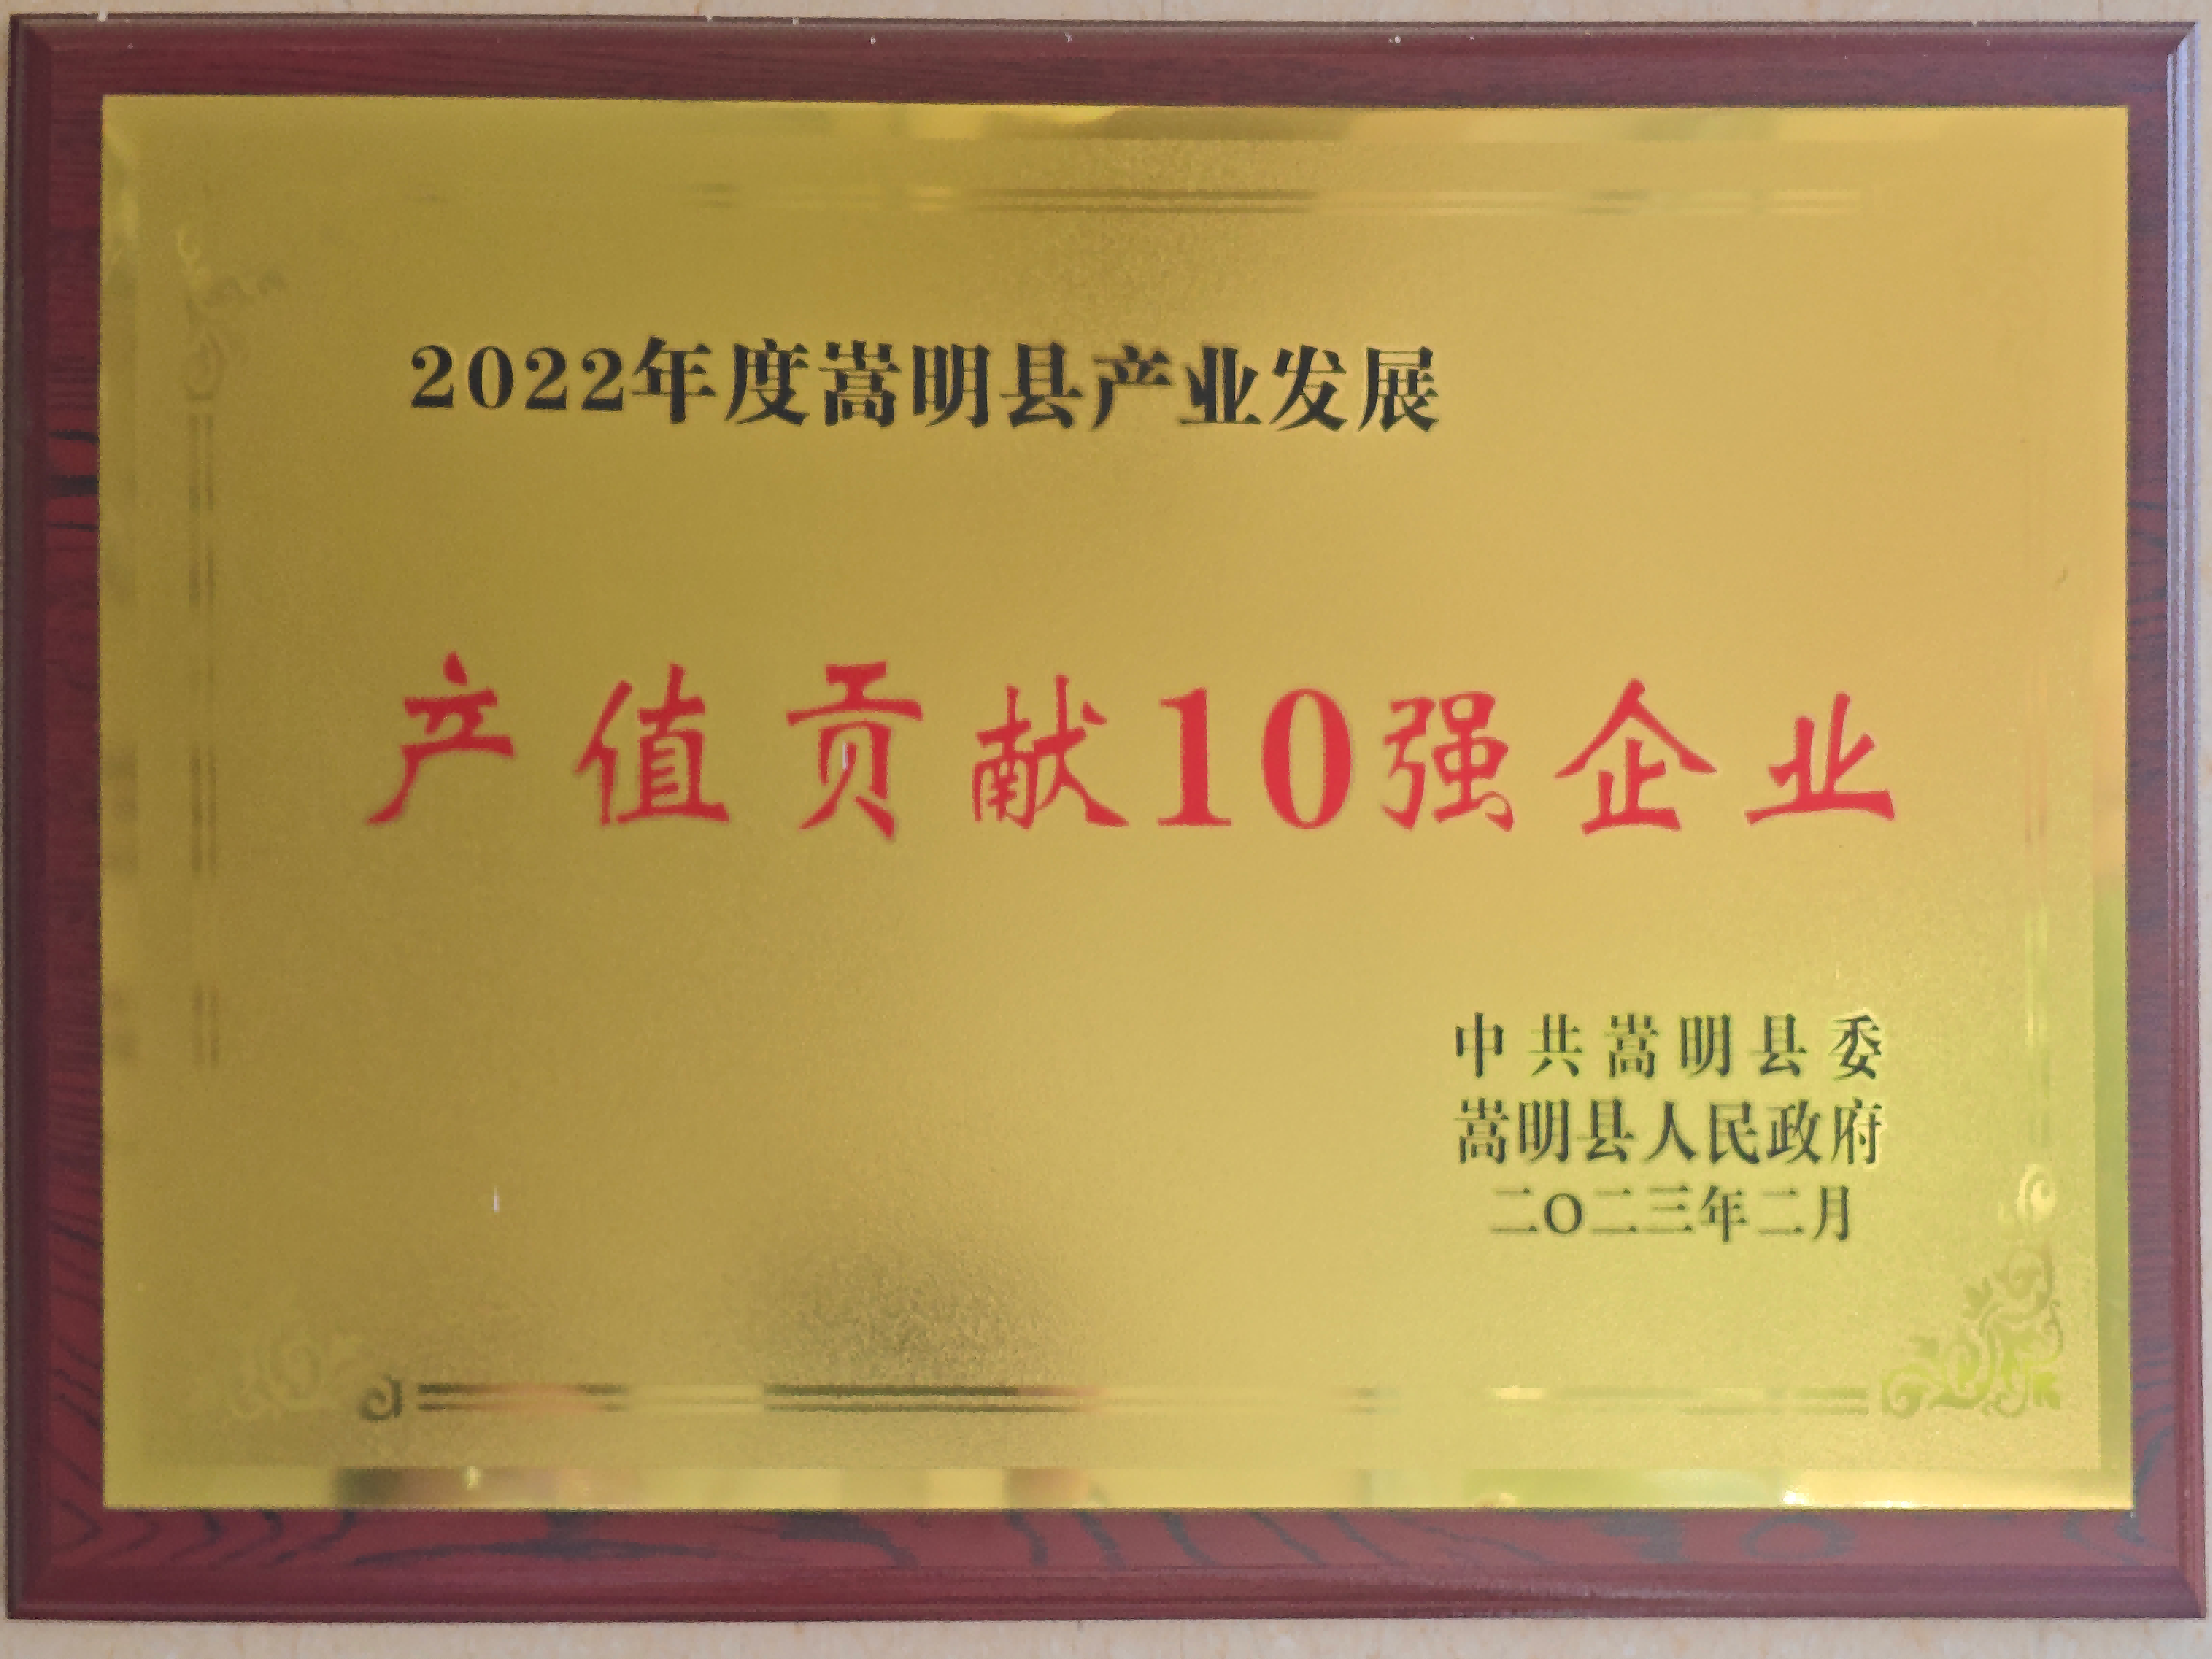 2022年度嵩明县产业发展
产值贡献10强企业
中共嵩明县委
嵩明县人民政府
二〇二三年二月